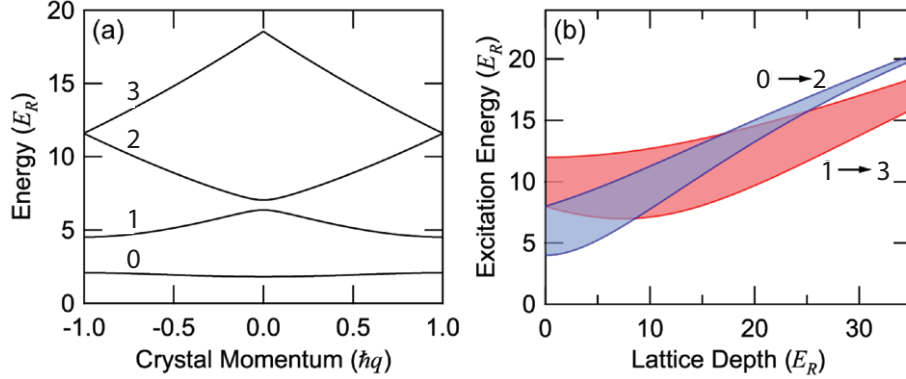 (a)
20
15
10
5
0
3
2
1
0
-1.0 -0.5 0.0 0.5 1.0
Energy (E_R)
Crystal Momentum (ħq)
(b)
20
15
10
5
0
0 → 2
1 → 3
0 10 20 30
Excitation Energy (E_R)
Lattice Depth (E_R)